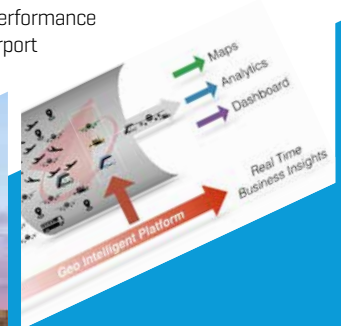 erformance
rport
Maps
Analytics
Dashboard
Real Time
Business Insights
Geo Intelligent Platform